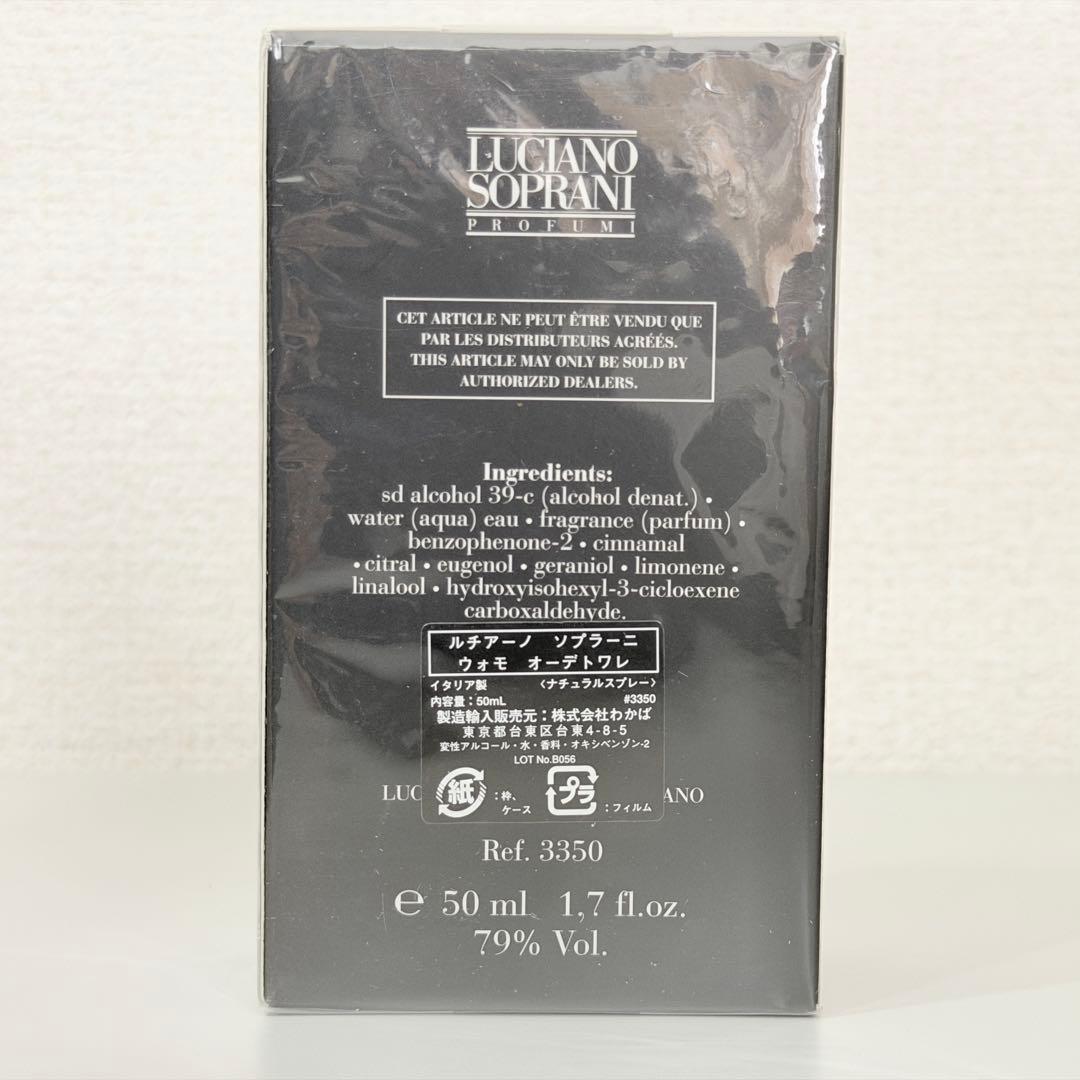 LUCIANO
SOPRANI
PROFUMI
CET ARTICLE NE PEUT ÊTRE VENDU QUE
PAR LES DISTRIBUTEURS AGRÉÉS.
THIS ARTICLE MAY ONLY BE SOLD BY
AUTHORIZED DEALERS.
Ingredients:
sd alcohol 39-c (alcohol denat.) •
water (aqua) eau • fragrance (parfum) •
benzophenone-2 • cinnamal
• citral • eugenol • geraniol • limonene •
linalool • hydroxyisohexyl-3-cicloexene
carboxaldehyde.
ルチアーノ ソプラーニ
ウォモ オーデトワレ
イタリア製 〈ナチュラルスプレー〉
内容量：50mL #3350
製造輸入販売元：株式会社わかば
東京都台東区台東4-8-5
変性アルコール・水・香料・オキシベンゾン-2
LOT No.B056
紙 ：枠、ケース プラ ：フィルム
LUC ANO
Ref. 3350
℮ 50 ml 1,7 fl.oz.
79% Vol.